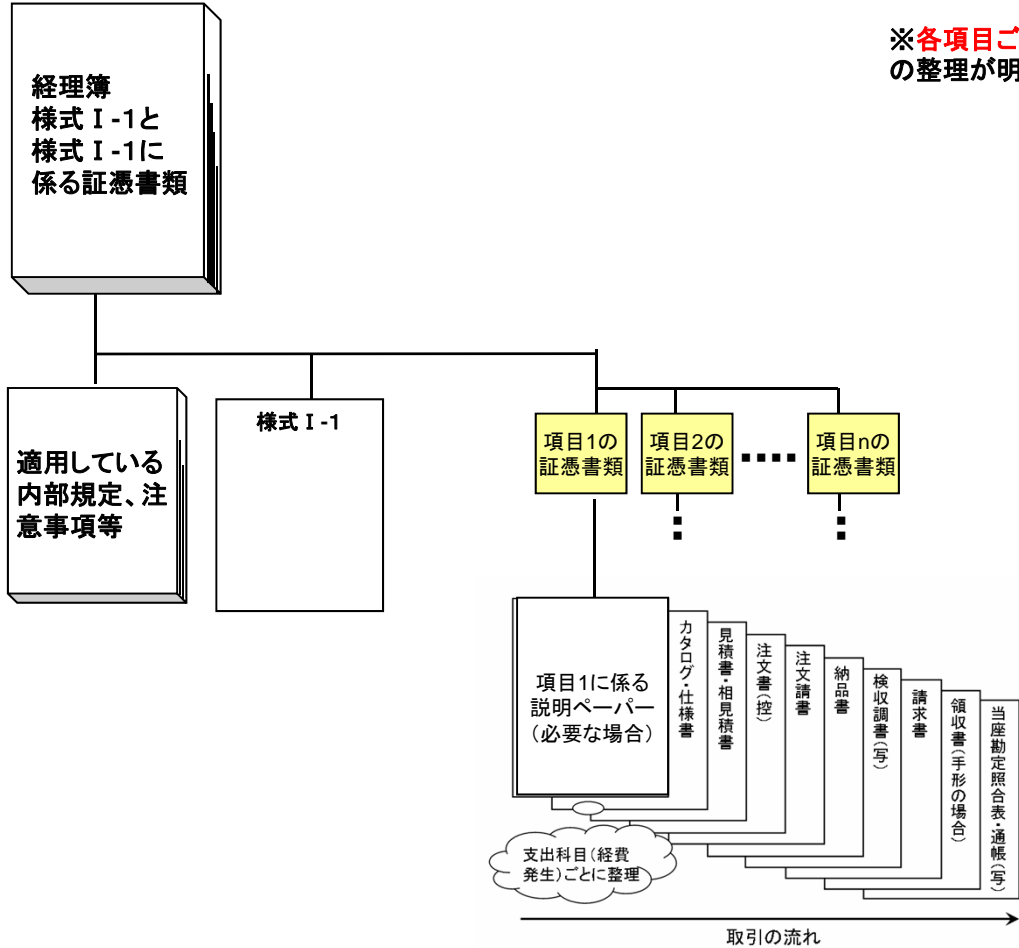 ※各項目ご
の整理が明
経理簿
様式Ⅰ-1と
様式Ⅰ-1に
係る証憑書類
適用している
内部規定、注
意事項等
様式Ⅰ-1
項目1の
証憑書類
項目2の
証憑書類
項目nの
証憑書類
項目1に係る
説明ペーパー
(必要な場合)
カタログ・仕様書
見積書・相見積書
注文書(控)
注文請書
納品書
検収調書(写)
請求書
領収書(手形の場合)
当座勘定照合表・通帳(写)
支出科目(経費
発生)ごとに整理
取引の流れ